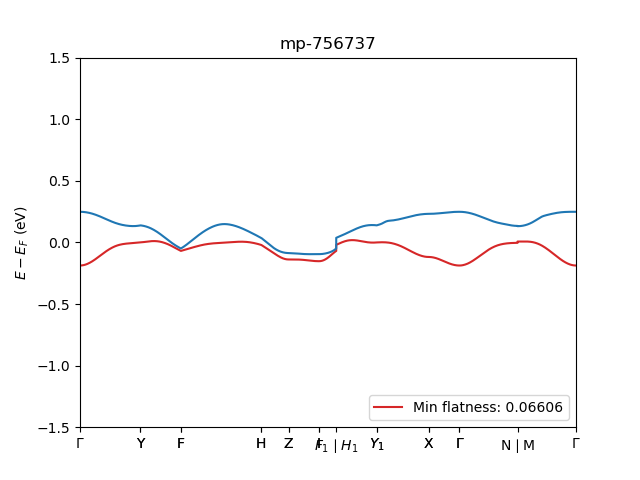 mp-756737
E − E_F (eV)
1.5
1.0
0.5
0.0
−0.5
−1.0
−1.5
Min flatness: 0.06606
Γ Y F H Z I₁ | H₁ Y₁ X Γ N | M Γ